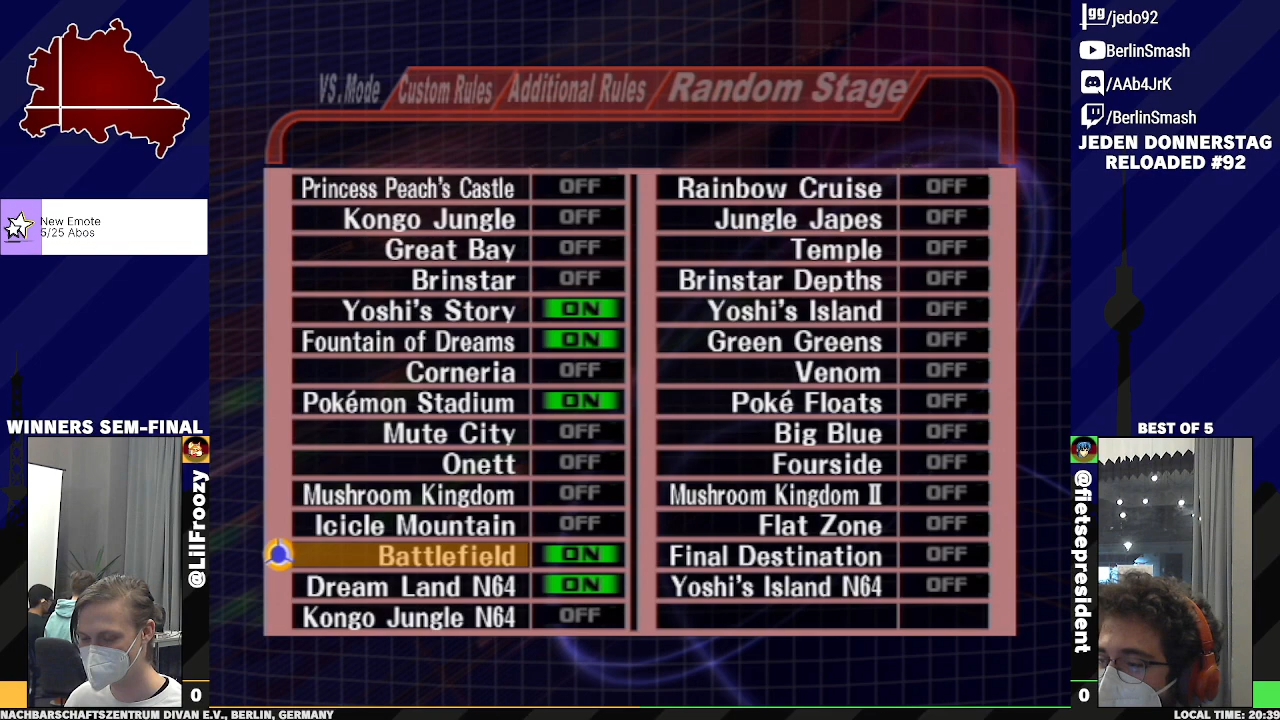 /jedo92
BerlinSmash
/AAb4JrK
/BerlinSmash
JEDEN DONNERSTAG
RELOADED #92
New Emote
5/25 Abos
VS. Mode Custom Rules Additional Rules Random Stage
Princess Peach's Castle OFF Rainbow Cruise OFF
Kongo Jungle OFF Jungle Japes OFF
Great Bay OFF Temple OFF
Brinstar OFF Brinstar Depths OFF
Yoshi's Story ON Yoshi's Island OFF
Fountain of Dreams ON Green Greens OFF
Corneria OFF Venom OFF
Pokémon Stadium ON Poké Floats OFF
Mute City OFF Big Blue OFF
Onett OFF Fourside OFF
Mushroom Kingdom OFF Mushroom Kingdom II OFF
Icicle Mountain OFF Flat Zone OFF
Battlefield ON Final Destination OFF
Dream Land N64 ON Yoshi's Island N64 OFF
Kongo Jungle N64 OFF
WINNERS SEM-FINAL
@LilFroozy
0
BEST OF 5
@fietsepresident
0
NACHBARSCHAFTSZENTRUM DIVAN E.V., BERLIN, GERMANY
LOCAL TIME: 20:39